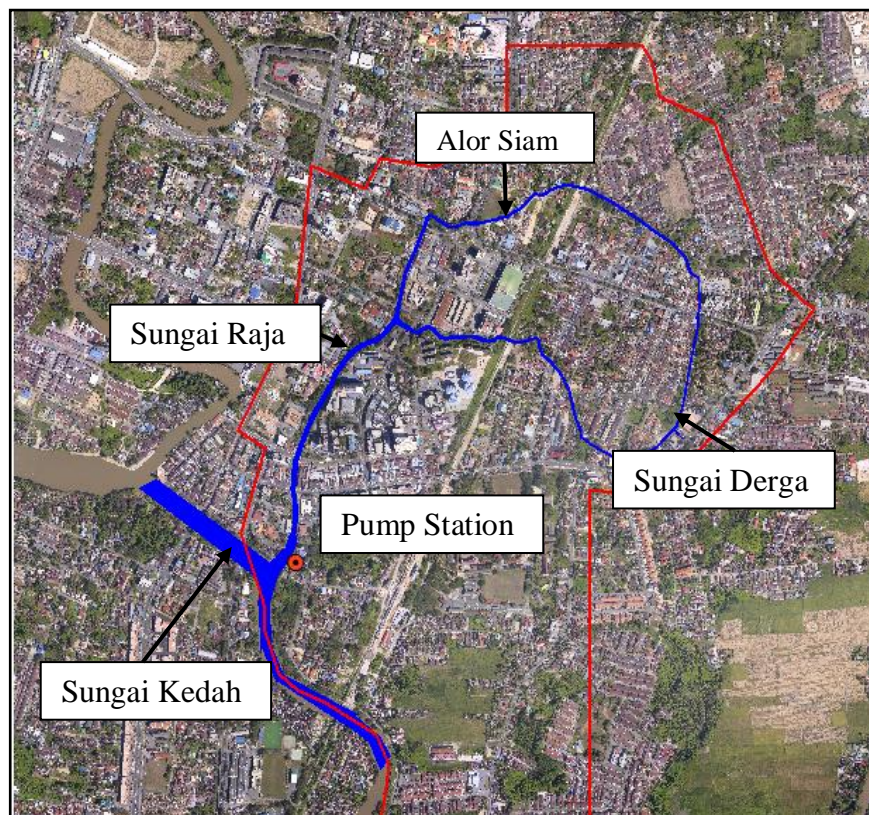 Alor Siam
Sungai Raja
Sungai Derga
Pump Station
Sungai Kedah